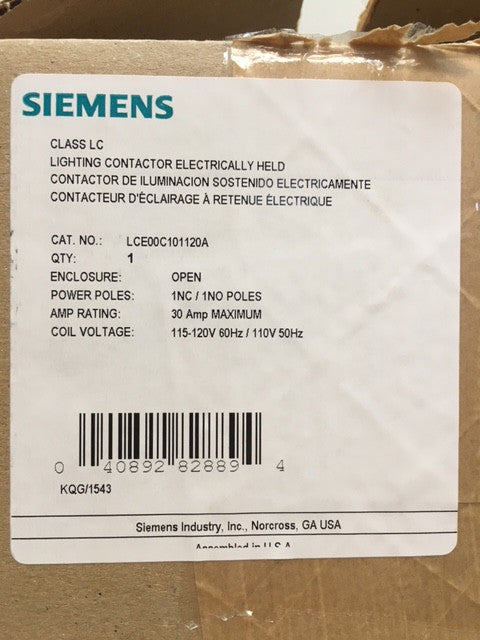 SIEMENS
CLASS LC
LIGHTING CONTACTOR ELECTRICALLY HELD
CONTACTOR DE ILUMINACION SOSTENIDO ELECTRICAMENTE
CONTACTEUR D'ÉCLAIRAGE À RETENUE ÉLECTRIQUE
CAT. NO.: LCE00C101120A
QTY: 1
ENCLOSURE: OPEN
POWER POLES: 1NC / 1NO POLES
AMP RATING: 30 Amp MAXIMUM
COIL VOLTAGE: 115-120V 60Hz / 110V 50Hz
0 40892 82889 4
KQG/1543
Siemens Industry, Inc., Norcross, GA USA
Assembled in U.S.A.